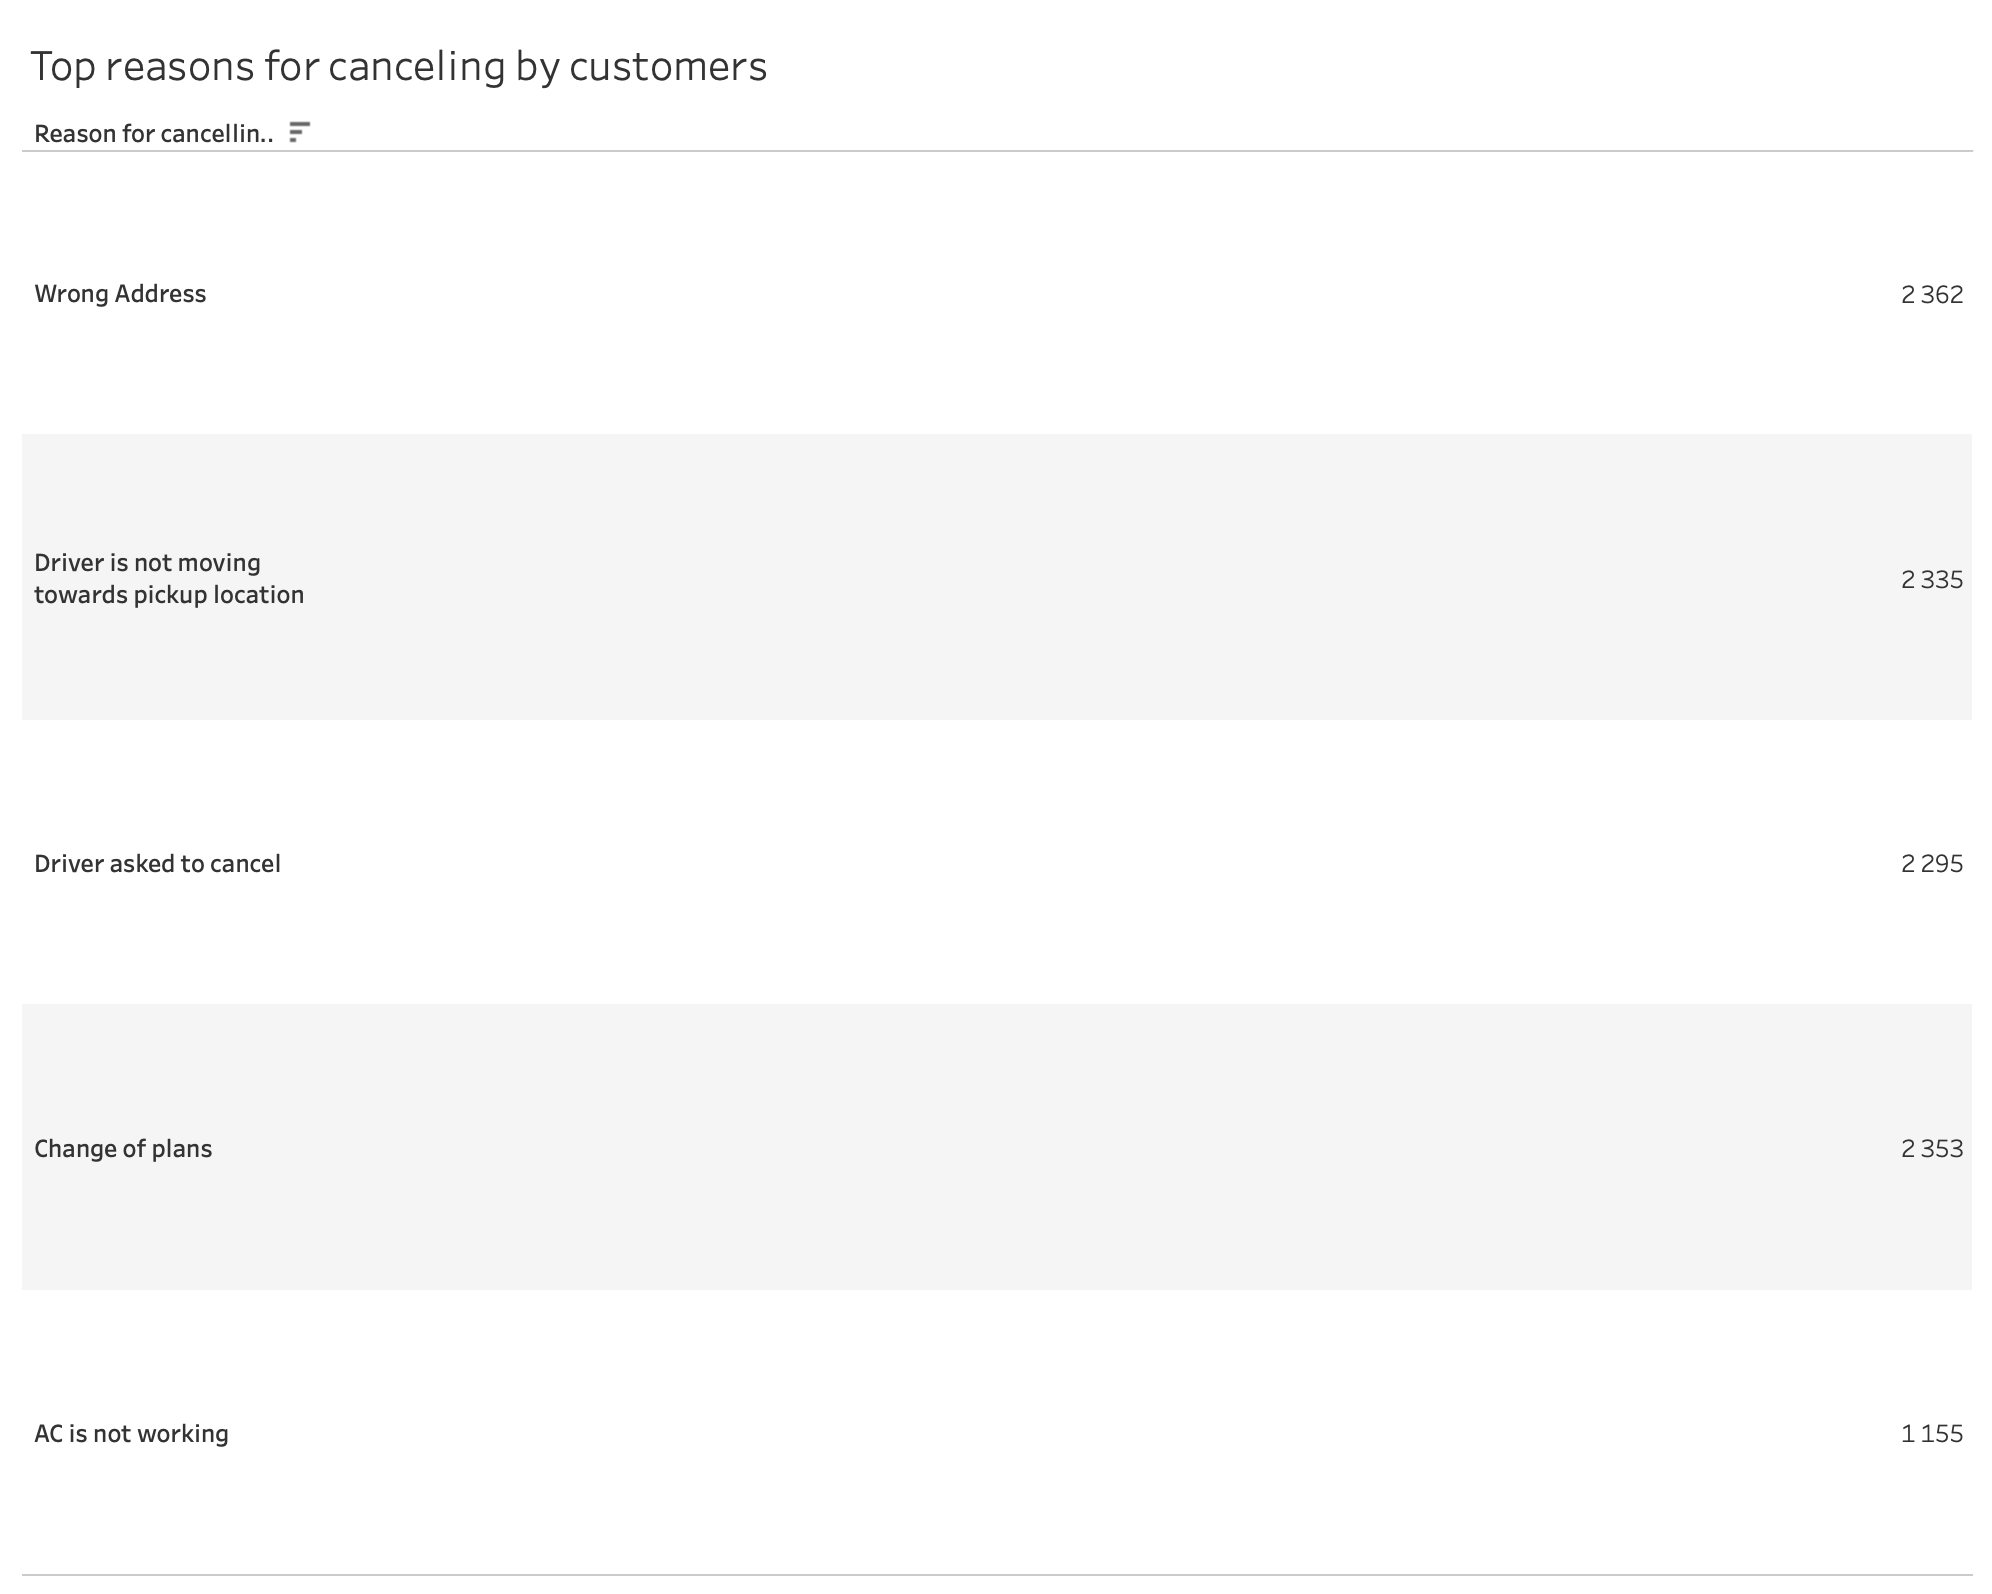 Top reasons for canceling by customers
Reason for cancellin..
Wrong Address 2 362
Driver is not moving
towards pickup location 2 335
Driver asked to cancel 2 295
Change of plans 2 353
AC is not working 1 155